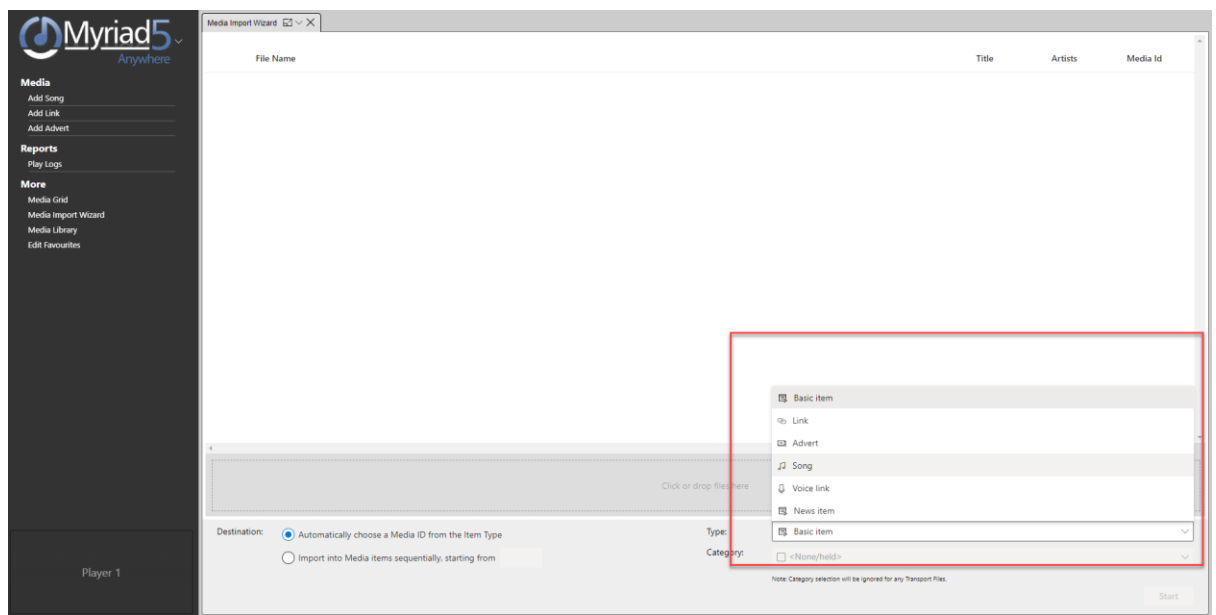 Myriad5
Anywhere
Media
Add Song
Add Link
Add Advert
Reports
Play Logs
More
Media Grid
Media Import Wizard
Media Library
Edit Favourites
Player 1
Media Import Wizard
File Name Title Artists Media Id
Basic item
Link
Advert
Song
Voice link
News item
Click or drop files here
Destination: Automatically choose a Media ID from the Item Type
Import into Media items sequentially, starting from
Type: Basic item
Category: <None/held>
Note: Category selection will be ignored for any Transport Files.
Start